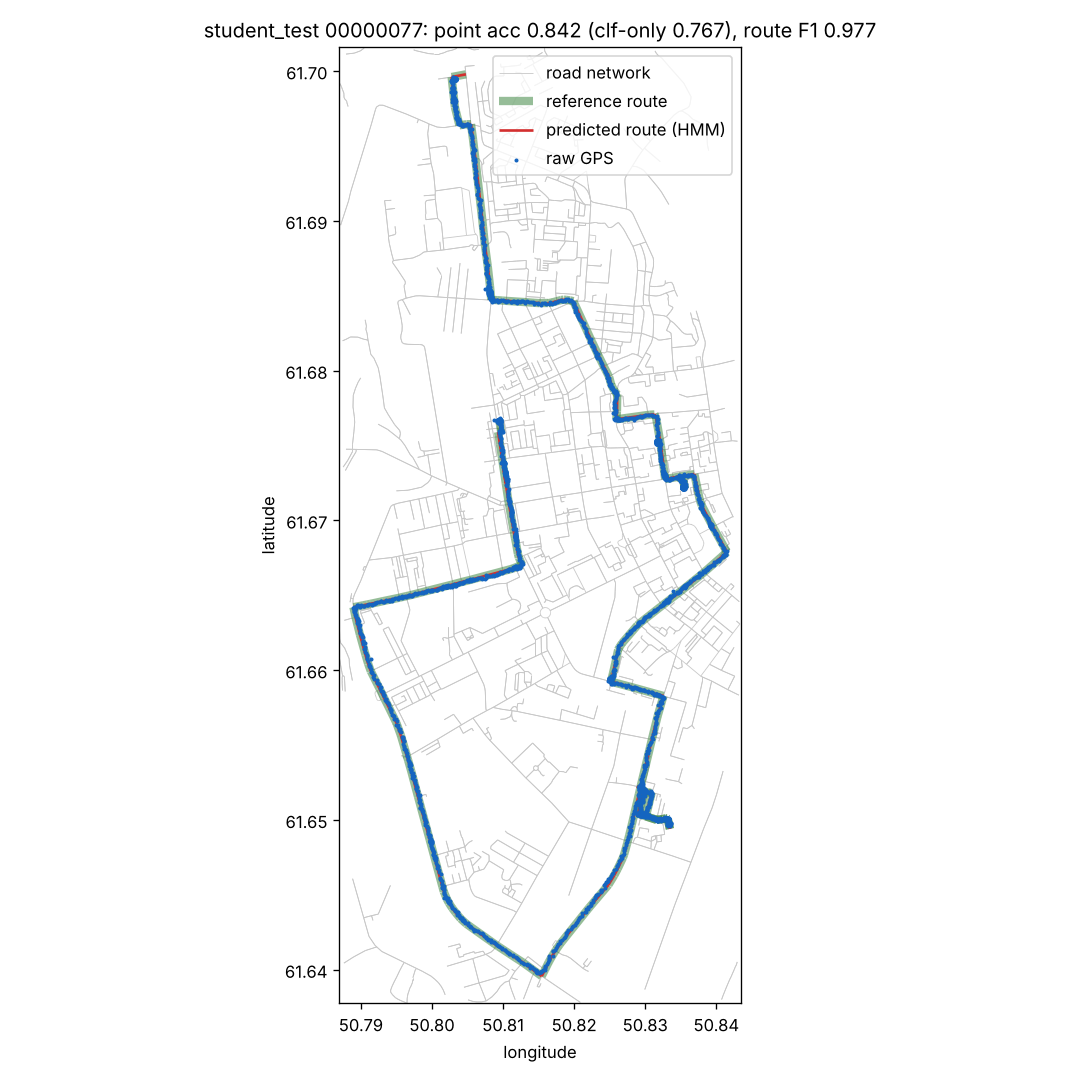 student_test 00000077: point acc 0.842 (clf-only 0.767), route F1 0.977
road network
reference route
predicted route (HMM)
raw GPS
61.70
61.69
61.68
61.67
61.66
61.65
61.64
latitude
50.79 50.80 50.81 50.82 50.83 50.84
longitude